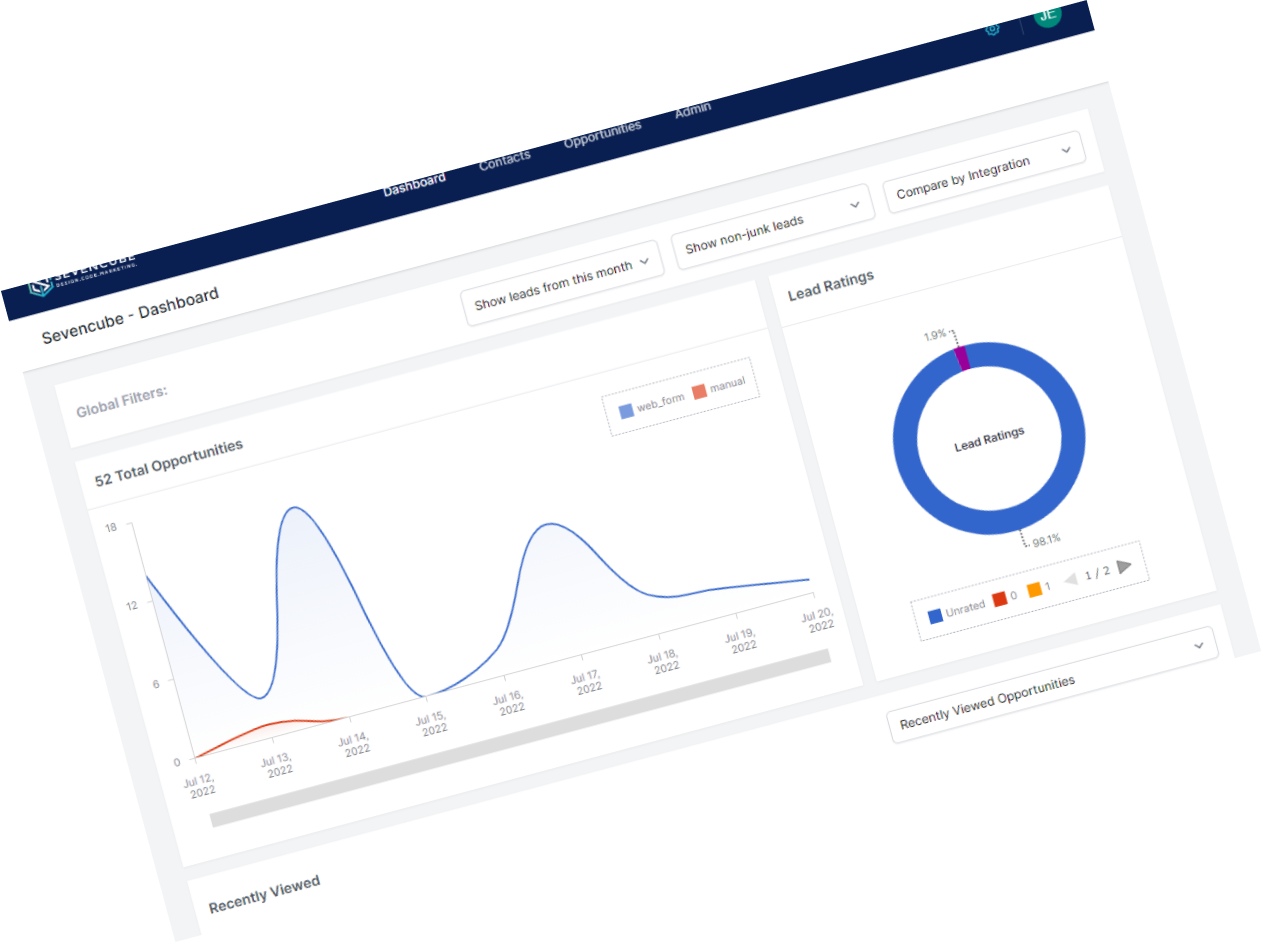 JE
Dashboard
Contacts
Opportunities
Admin
SEVENCUBE
DESIGN.CODE.MARKETING.
Sevencube - Dashboard
Global Filters:
Show leads from this month
Show non-junk leads
Compare by Integration
52 Total Opportunities
web_form
manual
18
12
6
0
Jul 12,
2022
Jul 13,
2022
Jul 14,
2022
Jul 15,
2022
Jul 16,
2022
Jul 17,
2022
Jul 18,
2022
Jul 19,
2022
Jul 20,
2022
Lead Ratings
1.9%
Lead Ratings
98.1%
Unrated
0
1
1 / 2
Recently Viewed
Recently Viewed Opportunities